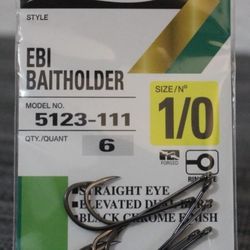 STYLE
EBI
BAITHOLDER
MODEL NO.
5123-111
SIZE/Nº
1/0
QTY./QUANT
6
FORGED
STRAIGHT EYE
ELEVATED
BLACK CHROME FINISH